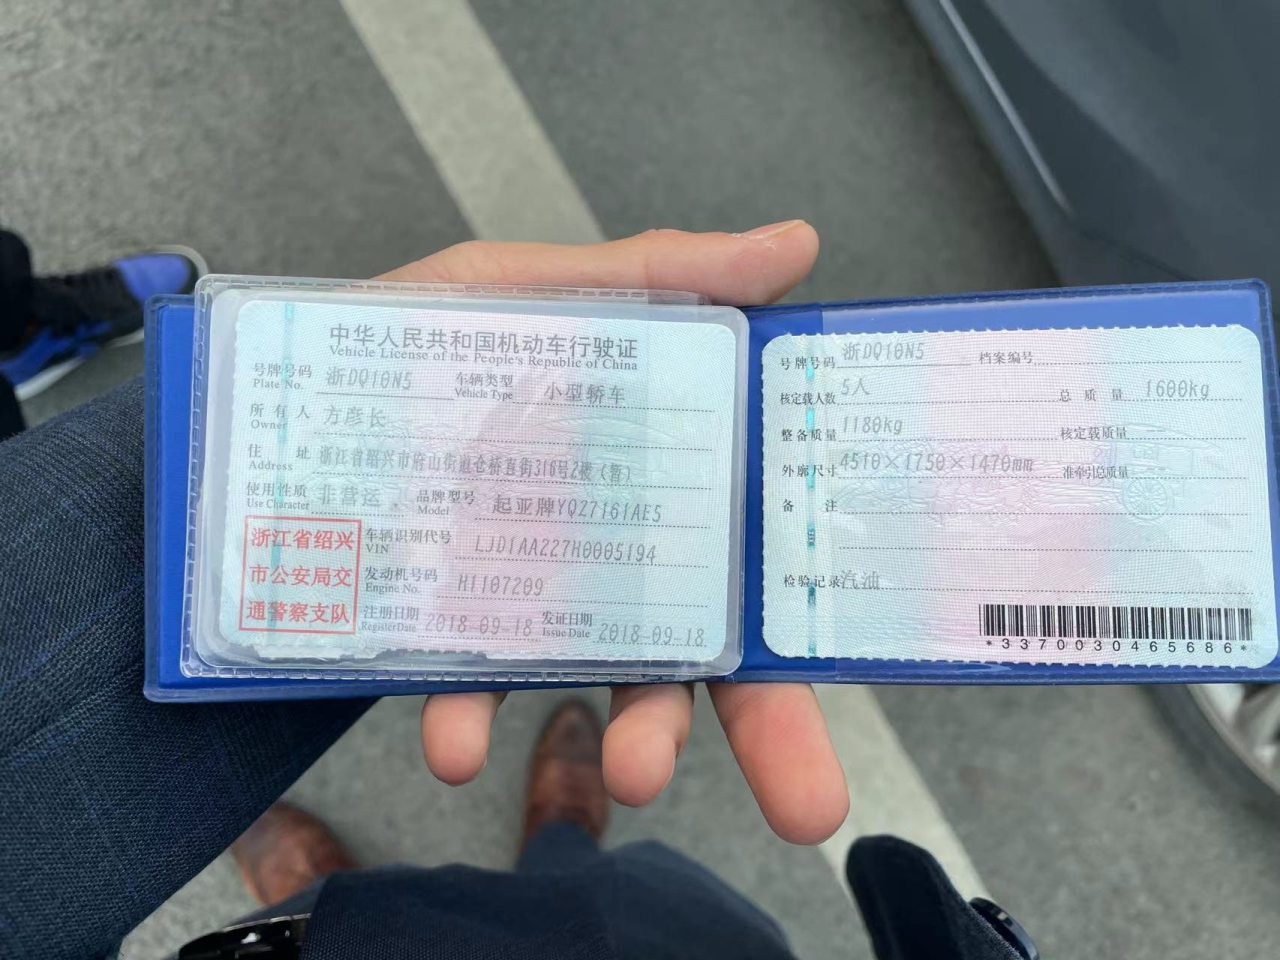 中华人民共和国机动车行驶证
Vehicle License of the People's Republic of China
号牌号码 浙DQ10N5 车辆类型 小型轿车
Plate No. Vehicle Type
所有人 方彦长
Owner
住址 浙江省绍兴市府山街道仓桥直街316号2楼(暂)
Address
使用性质 非营运 品牌型号 起亚牌YQZ7161AE5
Use Character Model
浙江省绍兴
市公安局交
通警察支队
车辆识别代号 LJD1AA227H0005194
VIN
发动机号码 H1107209
Engine No.
注册日期 2018-09-18 发证日期 2018-09-18
Register Date Issue Date
号牌号码 浙DQ10N5 档案编号
核定载人数 5人 总质量 1600kg
整备质量 1180kg 核定载质量
外廓尺寸 4510×1750×1470mm 准牵引总质量
备注
检验记录 汽油
*3370030465686*